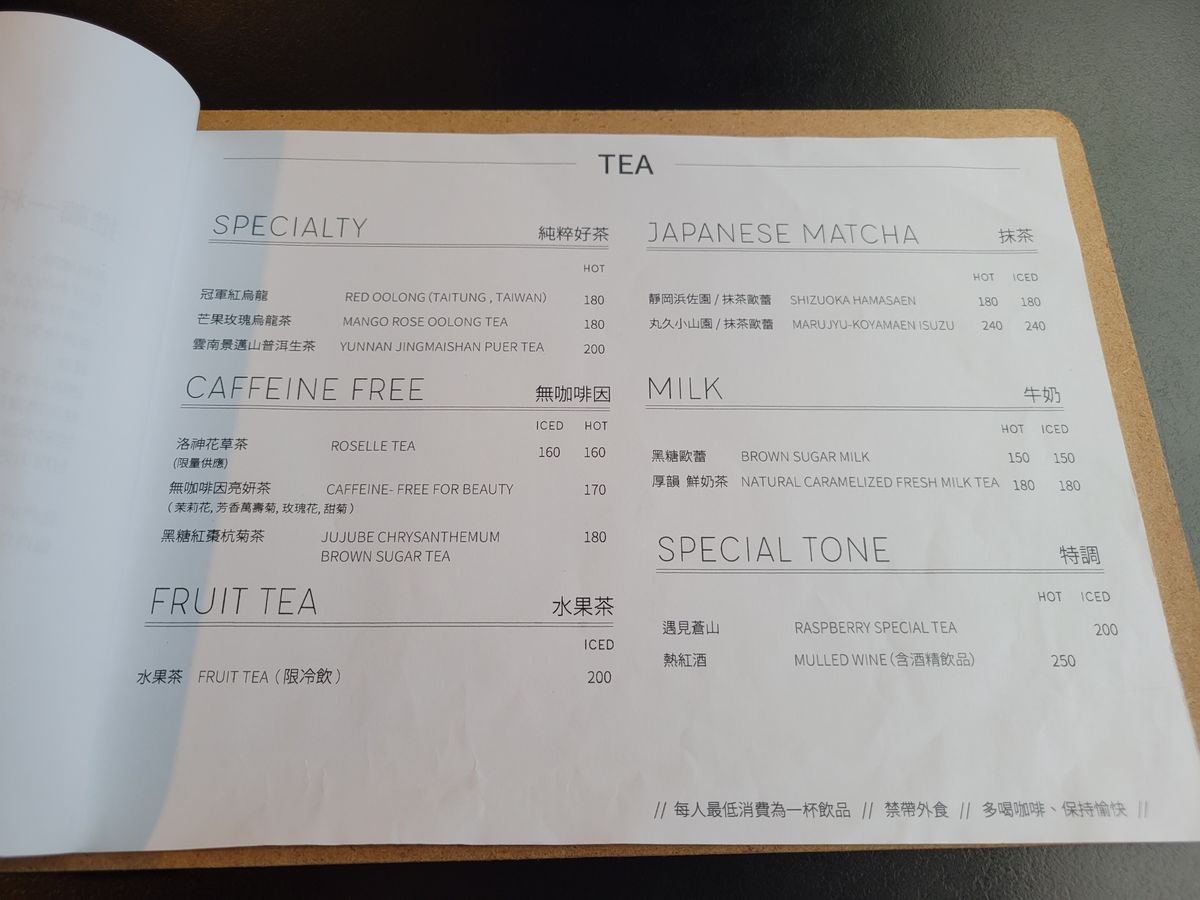 TEA
SPECIALTY 純粹好茶
HOT
冠軍紅烏龍 RED OOLONG (TAITUNG , TAIWAN) 180
芒果玫瑰烏龍茶 MANGO ROSE OOLONG TEA 180
雲南景邁山普洱生茶 YUNNAN JINGMAISHAN PUER TEA 200
CAFFEINE FREE 無咖啡因
ICED HOT
洛神花草茶 ROSELLE TEA 160 160
(限量供應)
無咖啡因亮妍茶 CAFFEINE- FREE FOR BEAUTY 170
( 茉莉花, 芳香萬壽菊, 玫瑰花, 甜菊 )
黑糖紅棗杭菊茶 JUJUBE CHRYSANTHEMUM 180
BROWN SUGAR TEA
FRUIT TEA 水果茶
ICED
水果茶 FRUIT TEA ( 限冷飲 ) 200
JAPANESE MATCHA 抹茶
HOT ICED
靜岡浜佐園 / 抹茶歐蕾 SHIZUOKA HAMASAEN 180 180
丸久小山園 / 抹茶歐蕾 MARUJYU-KOYAMAEN ISUZU 240 240
MILK 牛奶
HOT ICED
黑糖歐蕾 BROWN SUGAR MILK 150 150
厚韻 鮮奶茶 NATURAL CARAMELIZED FRESH MILK TEA 180 180
SPECIAL TONE 特調
HOT ICED
遇見蒼山 RASPBERRY SPECIAL TEA 200
熱紅酒 MULLED WINE (含酒精飲品) 250
// 每人最低消費為一杯飲品 // 禁帶外食 // 多喝咖啡、保持愉快 //